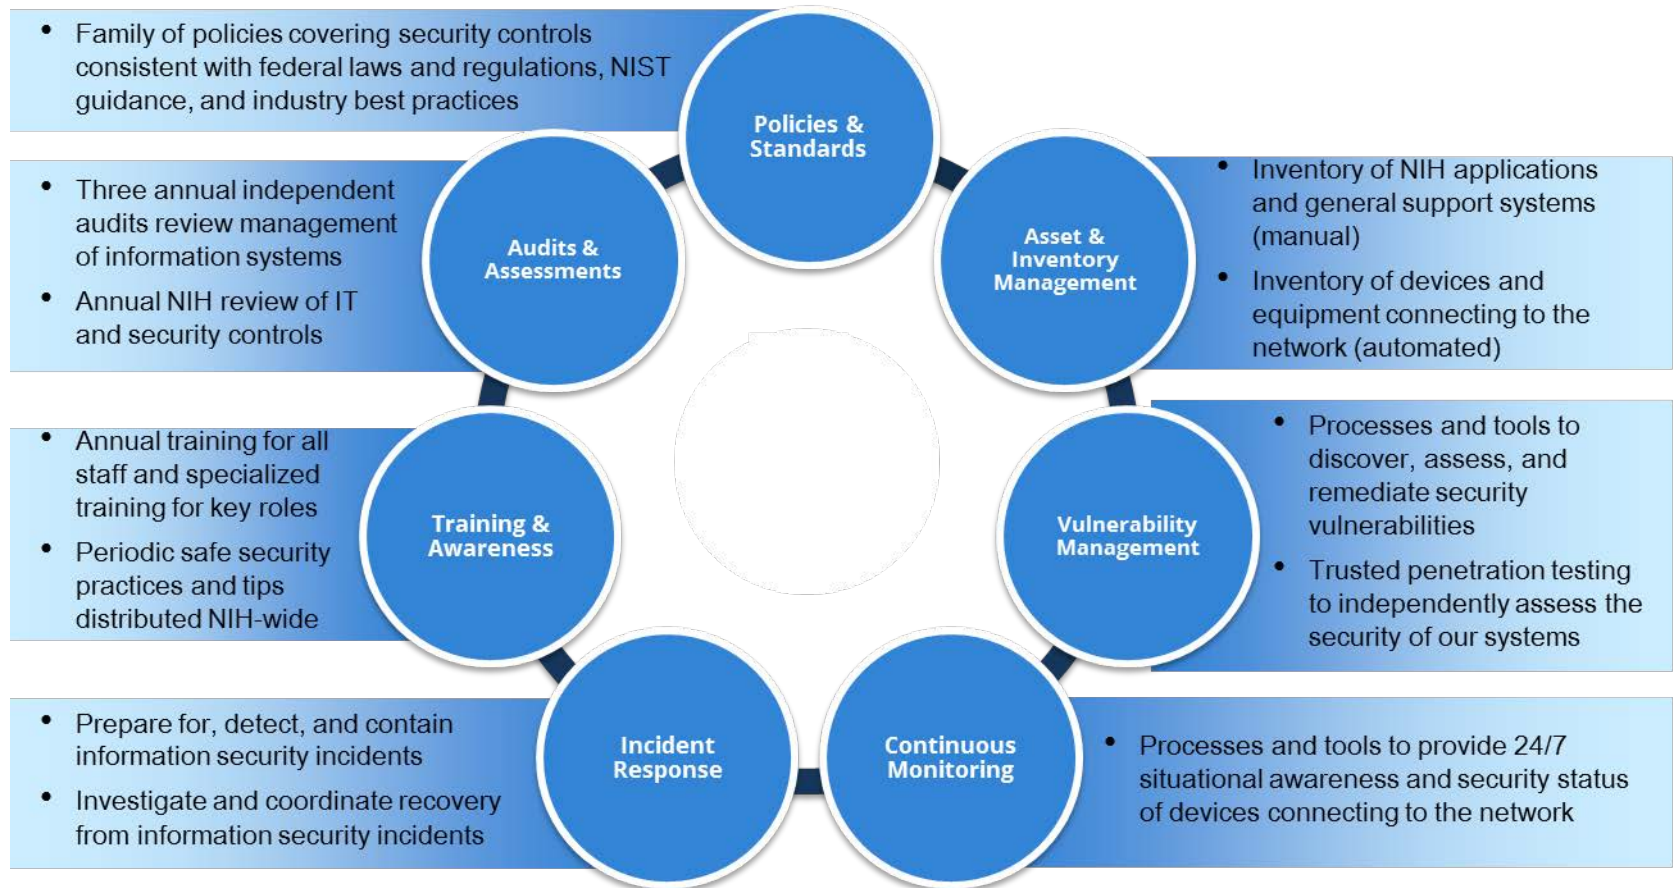 • Family of policies covering security controls
consistent with federal laws and regulations, NIST
guidance, and industry best practices
Policies &
Standards
• Inventory of NIH applications
and general support systems
(manual)
• Inventory of devices and
equipment connecting to the
network (automated)
Asset &
Inventory
Management
• Processes and tools to
discover, assess, and
remediate security
vulnerabilities
• Trusted penetration testing
to independently assess the
security of our systems
Vulnerability
Management
• Processes and tools to provide 24/7
situational awareness and security status
of devices connecting to the network
Continuous
Monitoring
• Prepare for, detect, and contain
information security incidents
• Investigate and coordinate recovery
from information security incidents
Incident
Response
• Annual training for all
staff and specialized
training for key roles
• Periodic safe security
practices and tips
distributed NIH-wide
Training &
Awareness
• Three annual independent
audits review management
of information systems
• Annual NIH review of IT
and security controls
Audits &
Assessments